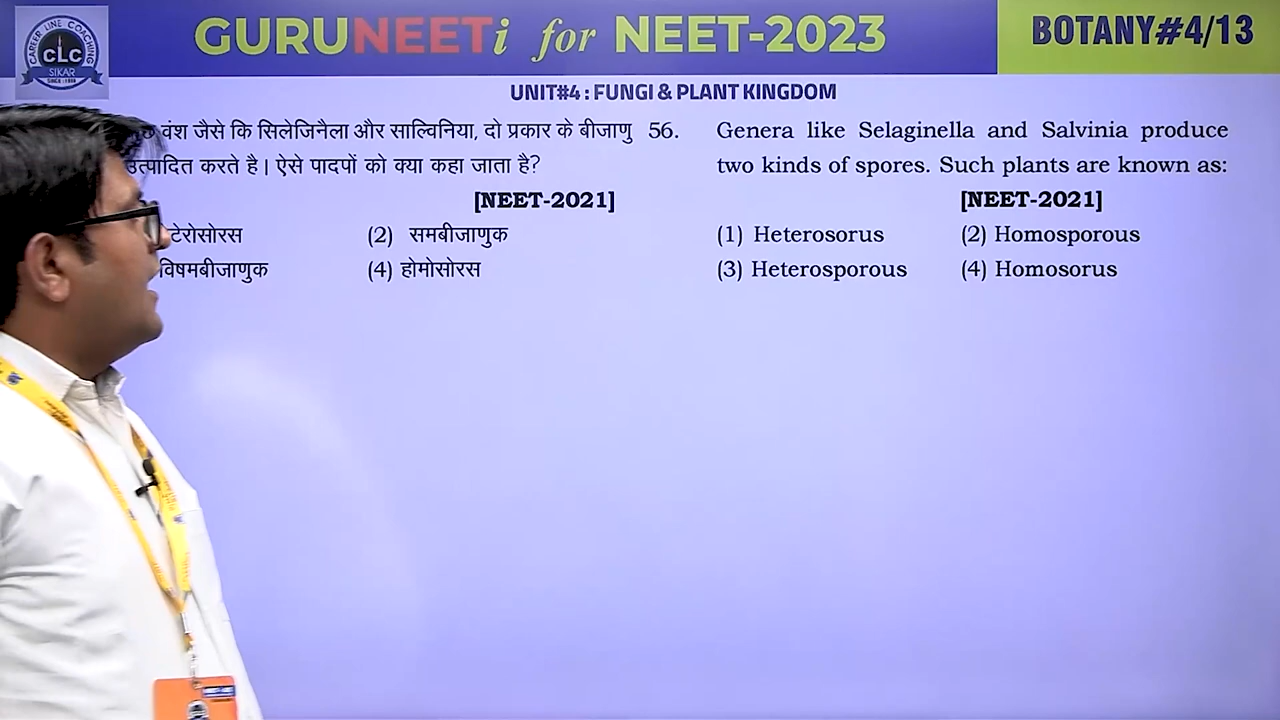 CAREER LINE COACHING
CLC
SIKAR
SINCE : 1996
GURUNEETi for NEET-2023
BOTANY#4/13
UNIT#4 : FUNGI & PLANT KINGDOM
वंश जैसे कि सिलेजिनैला और साल्विनिया, दो प्रकार के बीजाणु
उत्पादित करते है। ऐसे पादपों को क्या कहा जाता है?
[NEET-2021]
(2) समबीजाणुक
विषमबीजाणुक (4) होमोसोरस
56. Genera like Selaginella and Salvinia produce
two kinds of spores. Such plants are known as:
[NEET-2021]
(1) Heterosorus (2) Homosporous
(3) Heterosporous (4) Homosorus